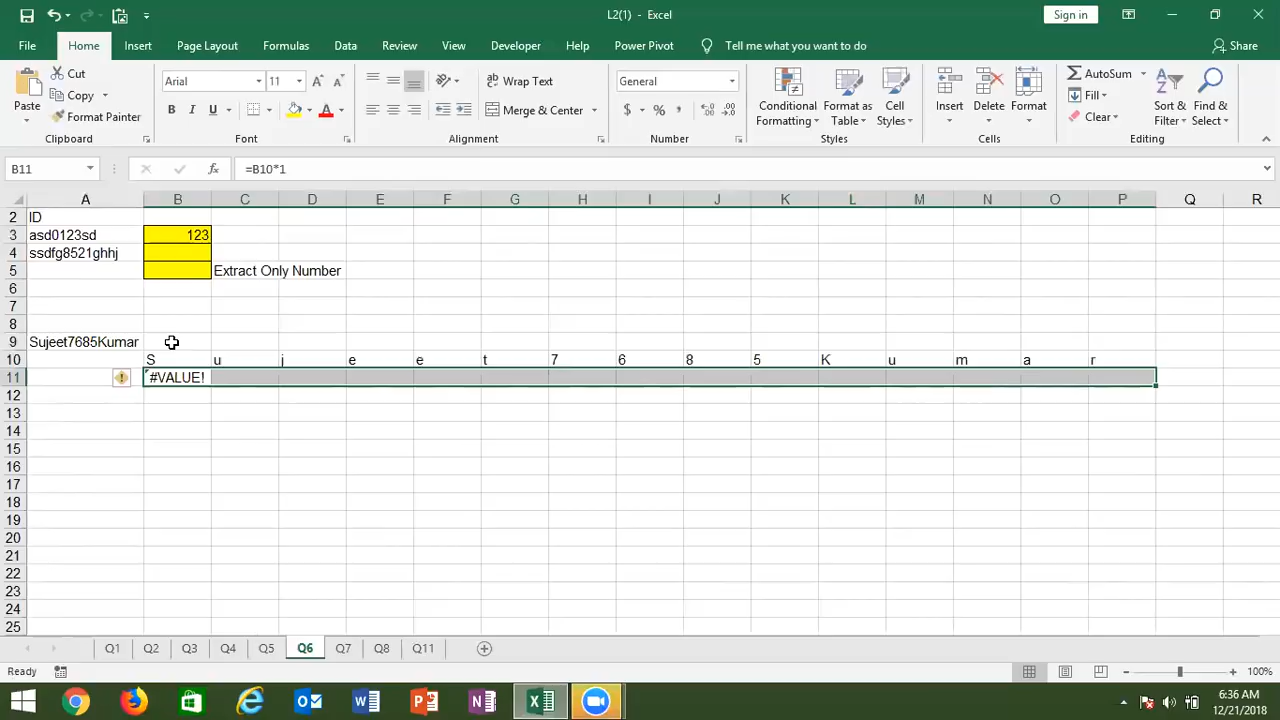 L2(1) - Excel
Sign in
File Home Insert Page Layout Formulas Data Review View Developer Help Power Pivot Tell me what you want to do Share
Paste Cut Copy Format Painter Clipboard
Arial 11 A A B I U A Font
ab Wrap Text Merge & Center Alignment
General $ % , .0 .00 .00 .0 Number
Conditional Formatting Format as Table Cell Styles Styles
Insert Delete Format Cells
AutoSum Fill Clear Sort & Filter Find & Select Editing
B11 fx =B10*1
A B C D E F G H I J K L M N O P Q R
2 ID
3 asd0123sd 123
4 ssdfg8521ghhj
5 Extract Only Number
6
7
8
9 Sujeet7685Kumar
10 S u j e e t 7 6 8 5 K u m a r
11 #VALUE!
12
13
14
15
16
17
18
19
20
21
22
23
24
25
Q1 Q2 Q3 Q4 Q5 Q6 Q7 Q8 Q11
Ready 100%
6:36 AM
12/21/2018